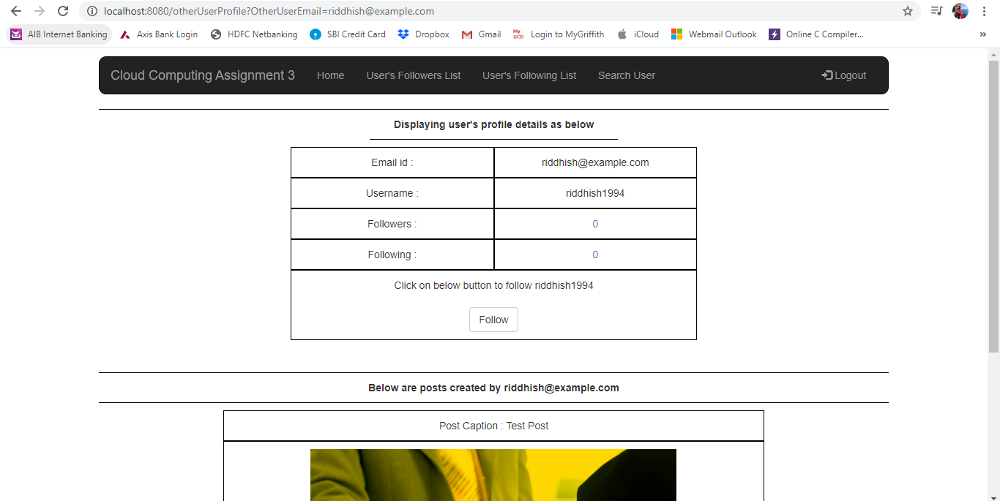 localhost:8080/otherUserProfile?OtherUserEmail=riddhish@example.com
AIB Internet Banking Axis Bank Login HDFC Netbanking SBI Credit Card Dropbox Gmail My GCD Login to MyGriffith iCloud Webmail Outlook Online C Compiler... »
Cloud Computing Assignment 3 Home User's Followers List User's Following List Search User Logout
Displaying user's profile details as below
Email id : riddhish@example.com
Username : riddhish1994
Followers : 0
Following : 0
Click on below button to follow riddhish1994
Follow
Below are posts created by riddhish@example.com
Post Caption : Test Post